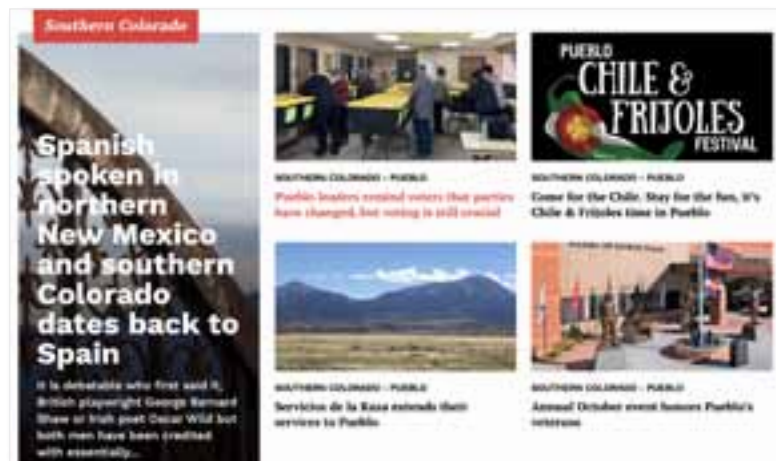 Southern Colorado
Spanish
spoken in
northern
New Mexico
and southern
Colorado
dates back to
Spain
It is debatable who first said it,
British playwright George Bernard
Shaw or Irish poet Oscar Wild but
both men have been credited
with essentially...
SOUTHERN COLORADO - PUEBLO
Pueblo leaders remind voters that parties
have changed, but voting is still crucial
PUEBLO
CHILE &
FRIJOLES
FESTIVAL
SOUTHERN COLORADO - PUEBLO
Come for the Chile. Stay for the fun, it's
Chile & Frijoles time in Pueblo
SOUTHERN COLORADO - PUEBLO
Servicios de la Raza extends their
services to Pueblo
SOUTHERN COLORADO - PUEBLO
Annual October event honors Pueblo's
veterans